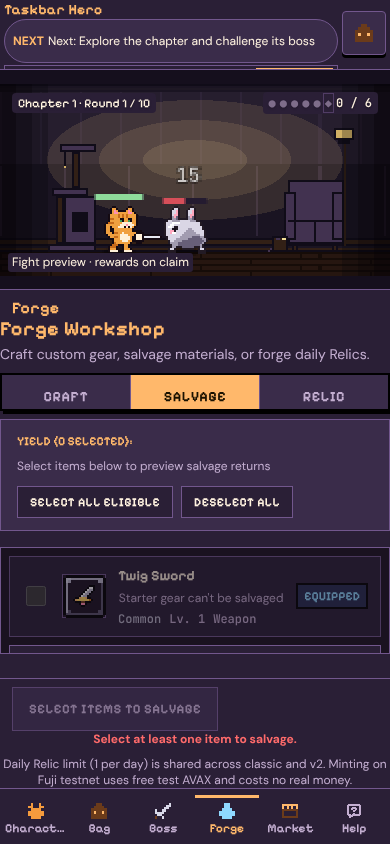 Taskbar Hero
NEXT Next: Explore the chapter and challenge its boss
Chapter 1 · Round 1 / 10
0 / 6
15
Fight preview · rewards on claim
Forge
Forge Workshop
Craft custom gear, salvage materials, or forge daily Relics.
CRAFT SALVAGE RELIC
YIELD (0 SELECTED):
Select items below to preview salvage returns
SELECT ALL ELIGIBLE DESELECT ALL
Twig Sword
Starter gear can't be salvaged
EQUIPPED
Common Lv. 1 Weapon
SELECT ITEMS TO SALVAGE
Select at least one item to salvage.
Daily Relic limit (1 per day) is shared across classic and v2. Minting on
Fuji testnet uses free test AVAX and costs no real money.
Charact... Bag Boss Forge Market Help